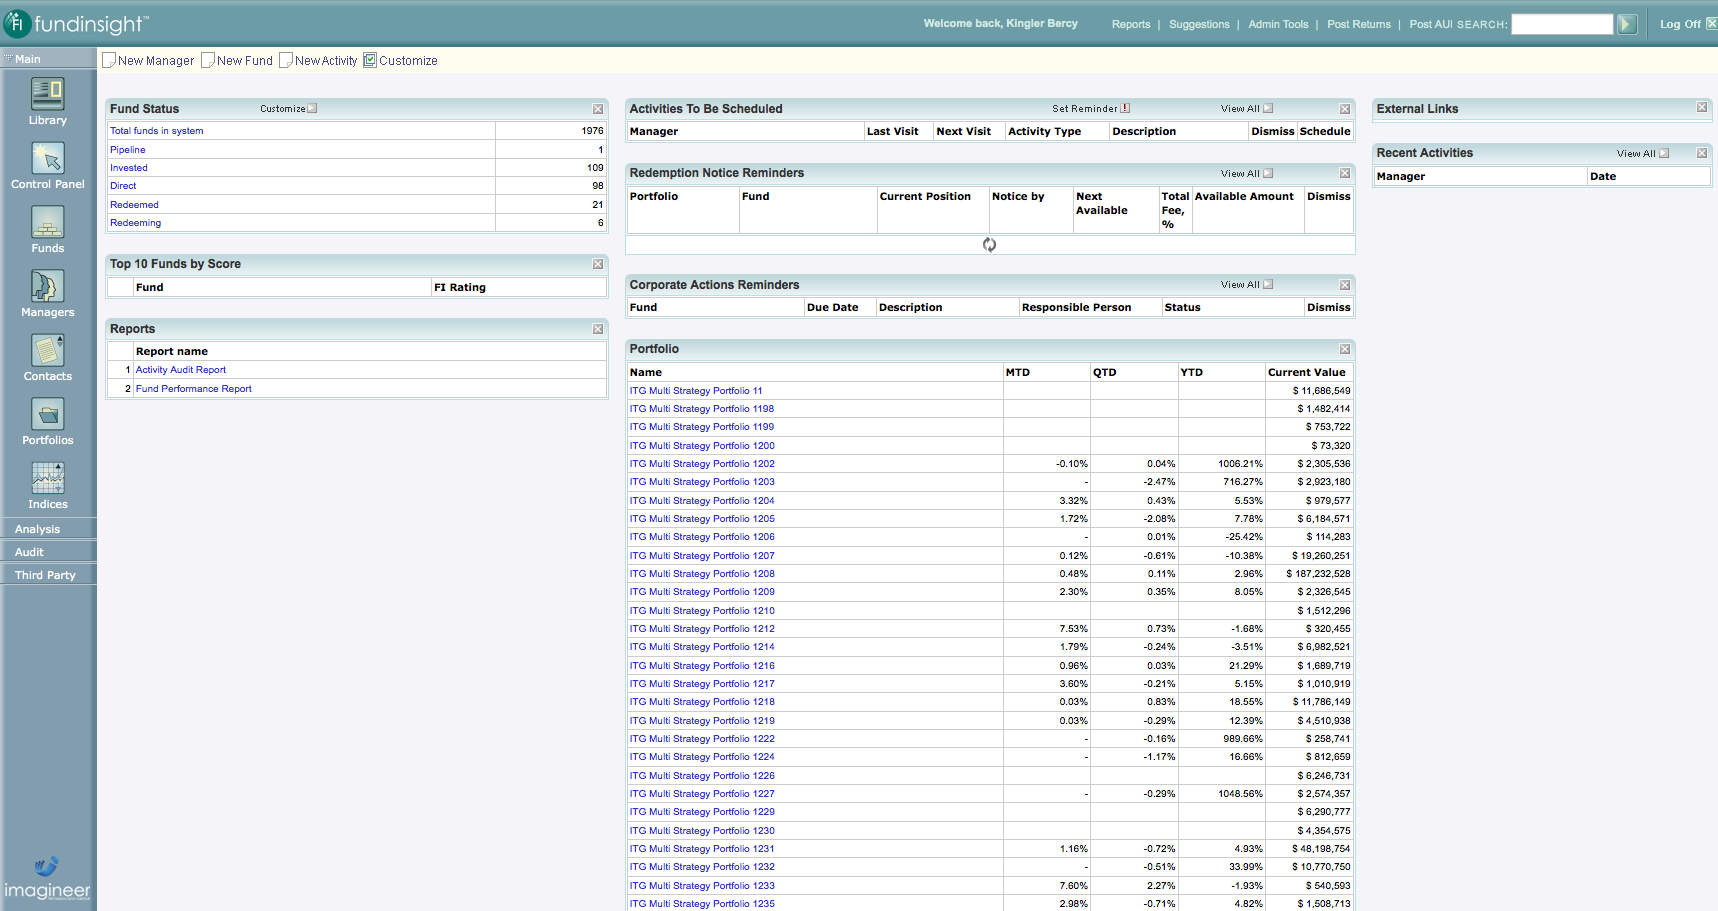 fundinsight™
Welcome back, Kingler Bercy
Reports | Suggestions | Admin Tools | Post Returns | Post AUI SEARCH:
Log Off
Main
New Manager New Fund New Activity Customize
Library
Control Panel
Funds
Managers
Contacts
Portfolios
Indices
Analysis
Audit
Third Party
imagineer
Fund Status Customize
Total funds in system 1976
Pipeline 1
Invested 109
Direct 98
Redeemed 21
Redeeming 6
Top 10 Funds by Score
Fund FI Rating
Reports
Report name
1 Activity Audit Report
2 Fund Performance Report
Activities To Be Scheduled Set Reminder View All
Manager Last Visit Next Visit Activity Type Description Dismiss Schedule
Redemption Notice Reminders View All
Portfolio Fund Current Position Notice by Next Available Total Fee, % Available Amount Dismiss
Corporate Actions Reminders View All
Fund Due Date Description Responsible Person Status Dismiss
Portfolio
Name MTD QTD YTD Current Value
ITG Multi Strategy Portfolio 11 $ 11,686,549
ITG Multi Strategy Portfolio 1198 $ 1,482,414
ITG Multi Strategy Portfolio 1199 $ 753,722
ITG Multi Strategy Portfolio 1200 $ 73,320
ITG Multi Strategy Portfolio 1202 -0.10% 0.04% 1006.21% $ 2,305,536
ITG Multi Strategy Portfolio 1203 - -2.47% 716.27% $ 2,923,180
ITG Multi Strategy Portfolio 1204 3.32% 0.43% 5.53% $ 979,577
ITG Multi Strategy Portfolio 1205 1.72% -2.08% 7.78% $ 6,184,571
ITG Multi Strategy Portfolio 1206 - 0.01% -25.42% $ 114,283
ITG Multi Strategy Portfolio 1207 0.12% -0.61% -10.38% $ 19,260,251
ITG Multi Strategy Portfolio 1208 0.48% 0.11% 2.96% $ 187,232,528
ITG Multi Strategy Portfolio 1209 2.30% 0.35% 8.05% $ 2,326,545
ITG Multi Strategy Portfolio 1210 $ 1,512,296
ITG Multi Strategy Portfolio 1212 7.53% 0.73% -1.68% $ 320,455
ITG Multi Strategy Portfolio 1214 1.79% -0.24% -3.51% $ 6,982,521
ITG Multi Strategy Portfolio 1216 0.96% 0.03% 21.29% $ 1,689,719
ITG Multi Strategy Portfolio 1217 3.60% -0.21% 5.15% $ 1,010,919
ITG Multi Strategy Portfolio 1218 0.03% 0.83% 18.55% $ 11,786,149
ITG Multi Strategy Portfolio 1219 0.03% -0.29% 12.39% $ 4,510,938
ITG Multi Strategy Portfolio 1222 - -0.16% 989.66% $ 258,741
ITG Multi Strategy Portfolio 1224 - -1.17% 16.66% $ 812,659
ITG Multi Strategy Portfolio 1226 $ 6,246,731
ITG Multi Strategy Portfolio 1227 - -0.29% 1048.56% $ 2,574,357
ITG Multi Strategy Portfolio 1229 $ 6,290,777
ITG Multi Strategy Portfolio 1230 $ 4,354,575
ITG Multi Strategy Portfolio 1231 1.16% -0.72% 4.93% $ 48,198,754
ITG Multi Strategy Portfolio 1232 - -0.51% 33.99% $ 10,770,750
ITG Multi Strategy Portfolio 1233 7.60% 2.27% -1.93% $ 540,593
ITG Multi Strategy Portfolio 1235 2.98% -0.71% 4.82% $ 1,508,713
External Links
Recent Activities View All
Manager Date